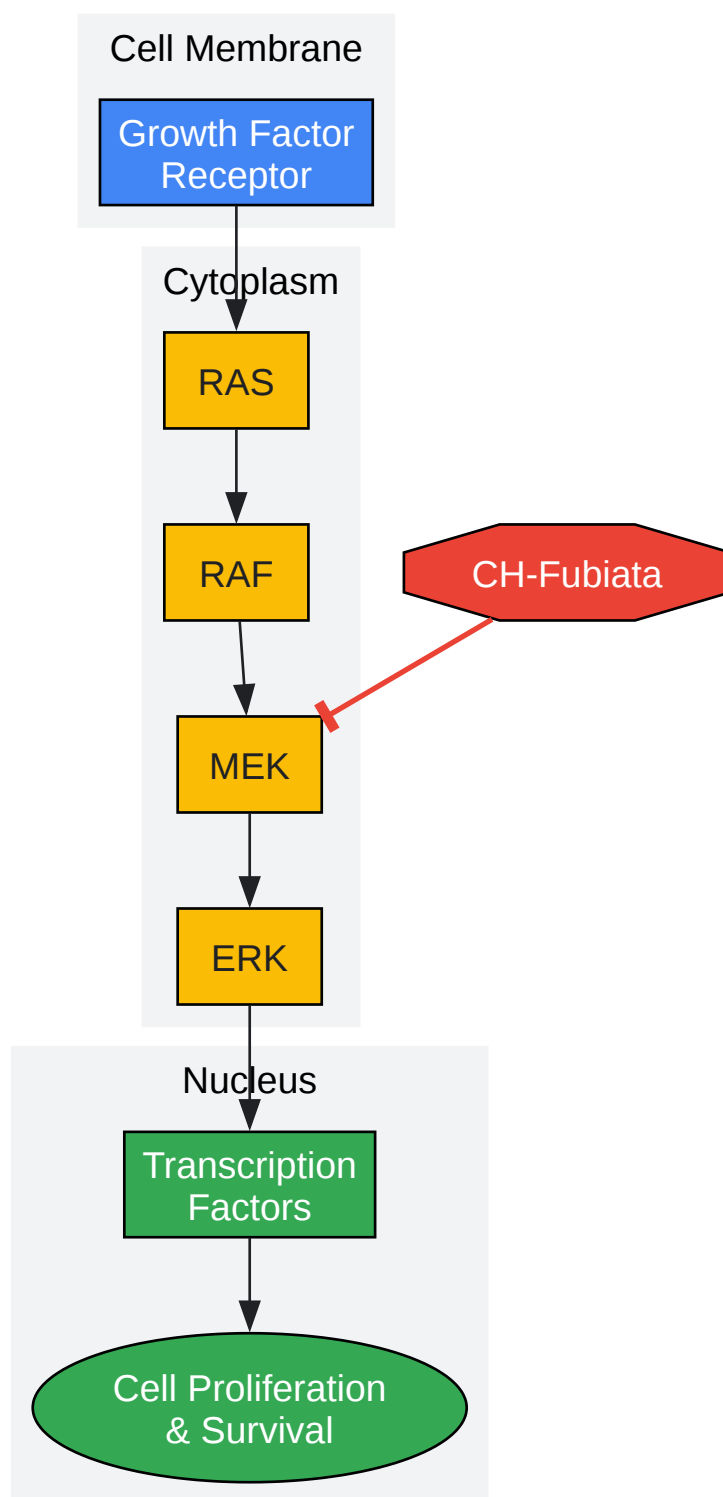 Cell Membrane
Growth Factor
Receptor
Cytoplasm
RAS
RAF
CH-Fubiata
MEK
ERK
Nucleus
Transcription
Factors
Cell Proliferation
& Survival